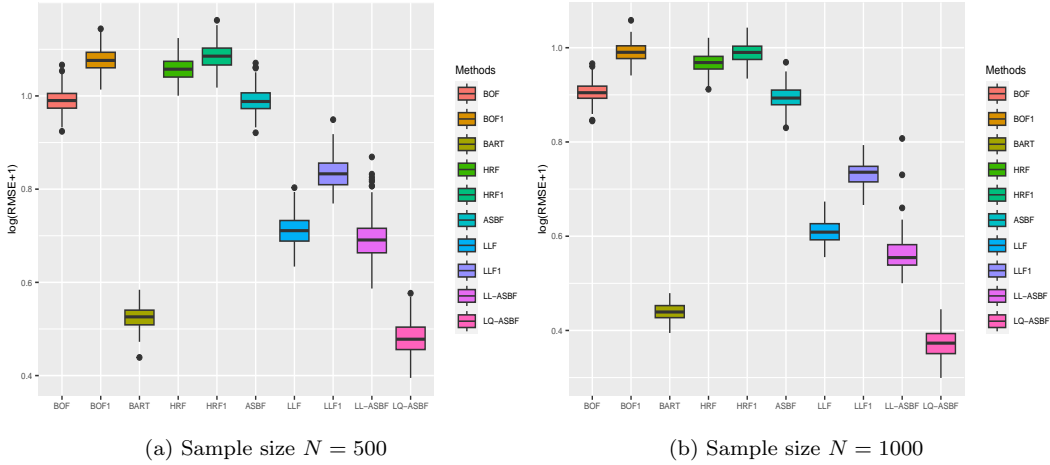 log(RMSE+1)
1.0
0.8
0.6
0.4
BOF
BOF1
BART
HRF
HRF1
ASBF
LLF
LLF1
LL-ASBF
LQ-ASBF
Methods
BOF
BOF1
BART
HRF
HRF1
ASBF
LLF
LLF1
LL-ASBF
LQ-ASBF
(a) Sample size N = 500
log(RMSE+1)
1.0
0.8
0.6
0.4
BOF
BOF1
BART
HRF
HRF1
ASBF
LLF
LLF1
LL-ASBF
LQ-ASBF
Methods
BOF
BOF1
BART
HRF
HRF1
ASBF
LLF
LLF1
LL-ASBF
LQ-ASBF
(b) Sample size N = 1000